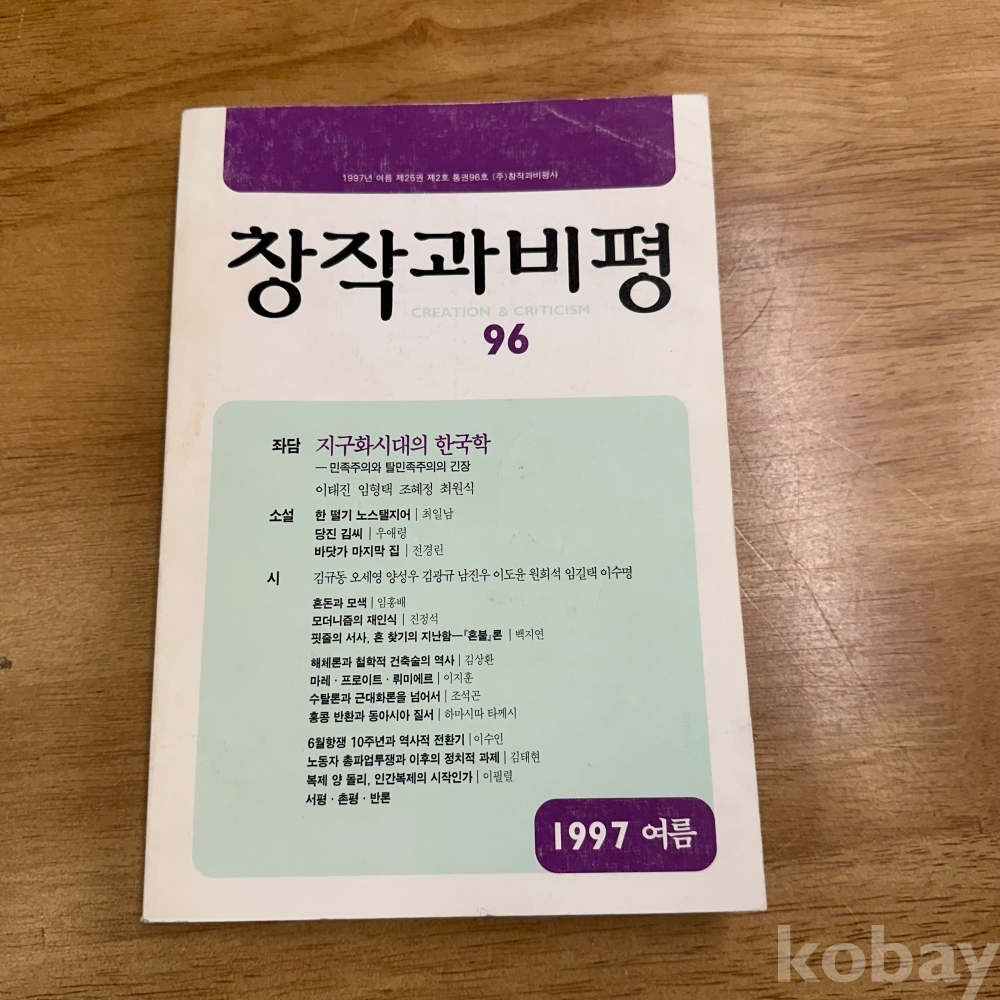 1997년 여름 제25권 제2호 통권96호 (주)창작과비평사
창작과비평
CREATION & CRITICISM
96
좌담 지구화시대의 한국학
─ 민족주의와 탈민족주의의 긴장
이태진 임형택 조혜정 최원식
소설 한 떨기 노스탤지어 | 최일남
당진 김씨 | 우애령
바닷가 마지막 집 | 전경린
시 김규동 오세영 양성우 김광규 남진우 이도윤 원희석 임길택 이수명
혼돈과 모색 | 임홍배
모더니즘의 재인식 | 진정석
핏줄의 서사, 혼 찾기의 지난함─『혼불』론 | 백지연
해체론과 철학적 건축술의 역사 | 김상환
마레·프로이트·뤼미에르 | 이지훈
수탈론과 근대화론을 넘어서 | 조석곤
홍콩 반환과 동아시아 질서 | 하마시따 타께시
6월항쟁 10주년과 역사적 전환기 | 이수인
노동자 총파업투쟁과 이후의 정치적 과제 | 김태현
복제 양 돌리, 인간복제의 시작인가 | 이필렬
서평·촌평·반론
1997 여름
kobay